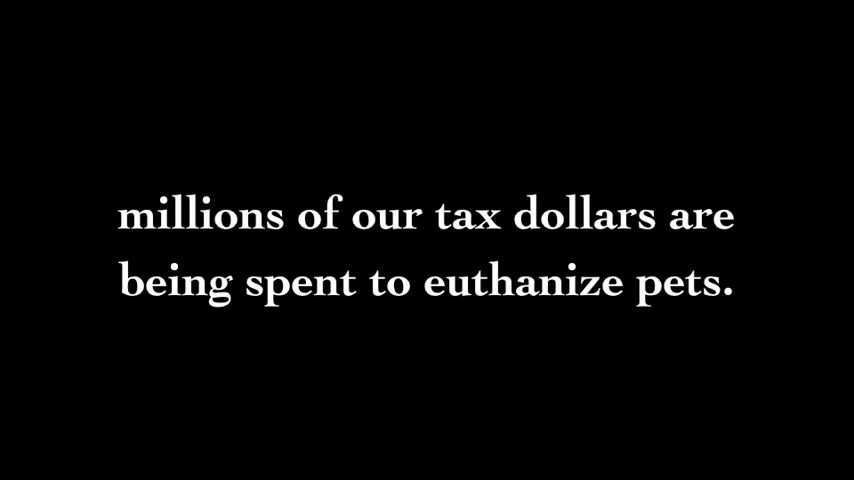 millions of our tax dollars are
being spent to euthanize pets.